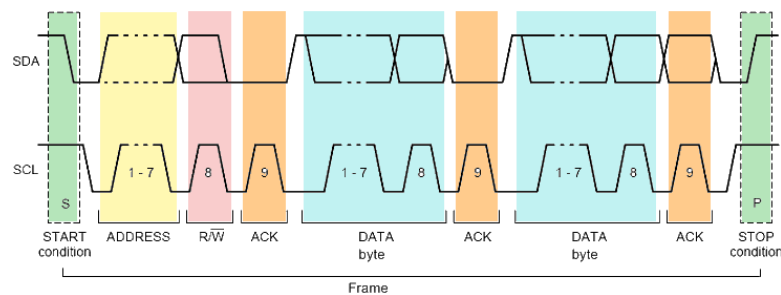 SDA
SCL
1 - 7
8
9
1 - 7
8
9
1 - 7
8
9
S
P
START
condition
ADDRESS
R/W̅
ACK
DATA
byte
ACK
DATA
byte
ACK
STOP
condition
Frame